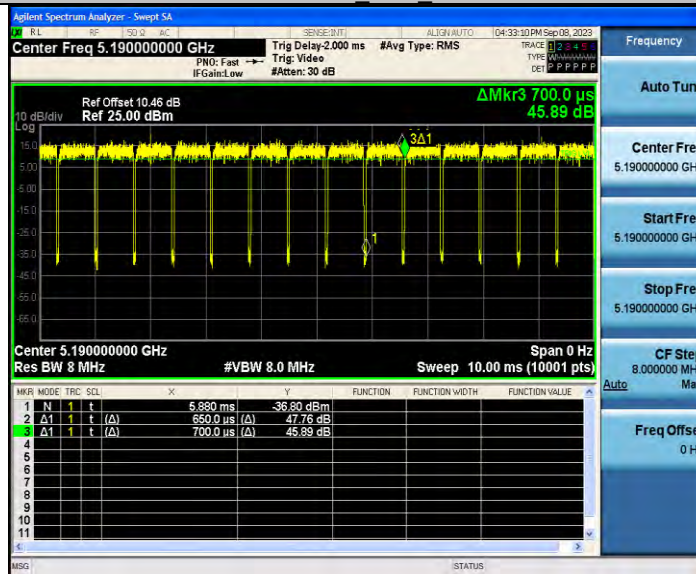 Agilent Spectrum Analyzer - Swept SA
RL RF 50 Ω AC SENSE:INT ALIGN AUTO 04:33:10 PM Sep 08, 2023
Center Freq 5.190000000 GHz
PNO: Fast
IFGain:Low
Trig Delay-2.000 ms
Trig: Video
#Atten: 30 dB
#Avg Type: RMS
TRACE 1 2 3 4 5 6
TYPE
DET P P P P P P
Frequency
Auto Tun
Ref Offset 10.46 dB
10 dB/div Ref 25.00 dBm
Log
ΔMkr3 700.0 µs
45.89 dB
15.0
5.00
-5.00
-15.0
-25.0
-35.0
-45.0
-55.0
-65.0
3Δ1
1
Center Fre
5.190000000 GH
Start Fre
5.190000000 GH
Stop Fre
5.190000000 GH
CF Ste
8.000000 MH
Auto Ma
Freq Offse
0 H
Center 5.190000000 GHz Span 0 Hz
Res BW 8 MHz #VBW 8.0 MHz Sweep 10.00 ms (10001 pts)
MKR MODE TRC SCL X Y FUNCTION FUNCTION WIDTH FUNCTION VALUE
1 N 1 t 5.880 ms -36.80 dBm
2 Δ1 1 t (Δ) 650.0 µs (Δ) 47.76 dB
3 Δ1 1 t (Δ) 700.0 µs (Δ) 45.89 dB
4
5
6
7
8
9
10
11
MSG STATUS